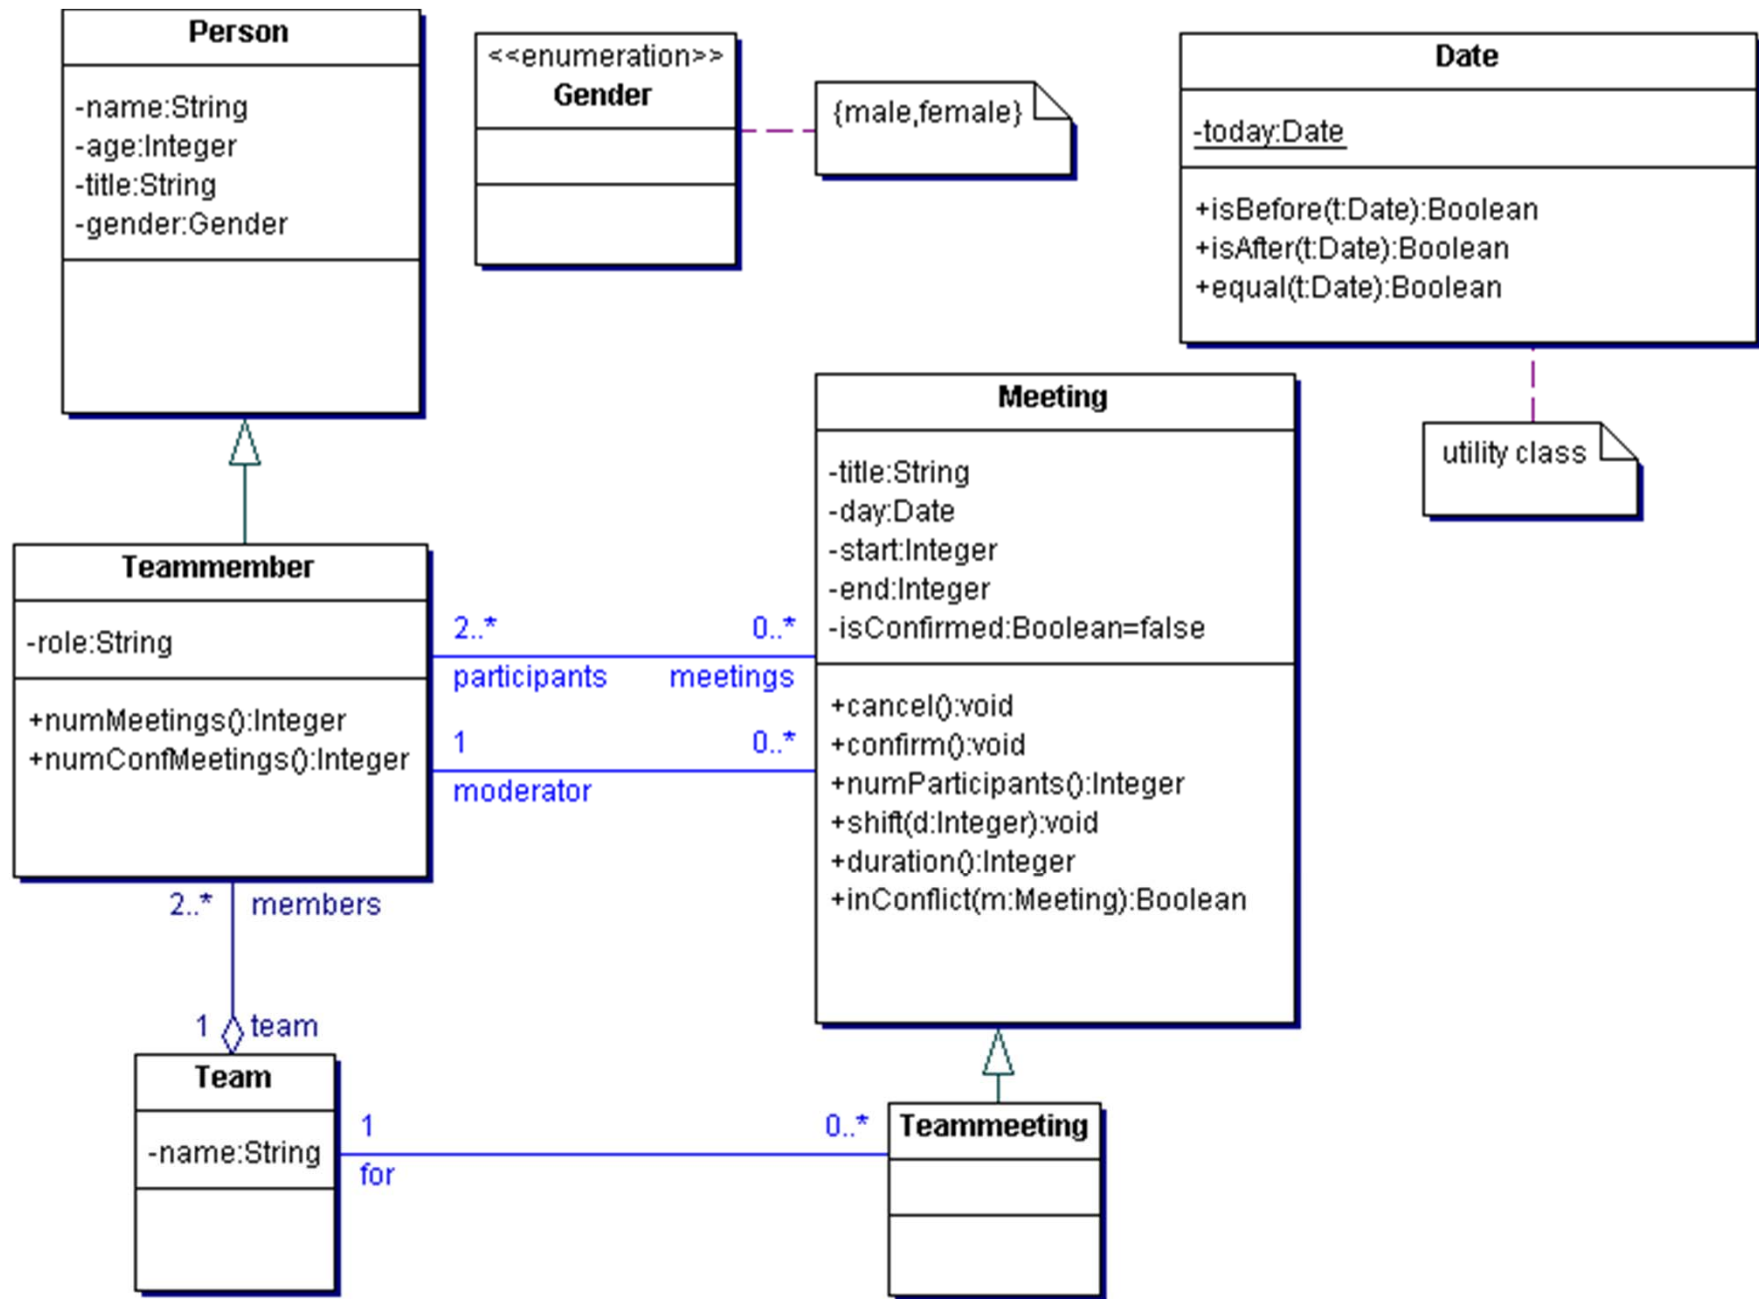 Person
-name:String
-age:Integer
-title:String
-gender:Gender
<<enumeration>>
Gender
{male,female}
Date
-today:Date
+isBefore(t:Date):Boolean
+isAfter(t:Date):Boolean
+equal(t:Date):Boolean
utility class
Meeting
-title:String
-day:Date
-start:Integer
-end:Integer
-isConfirmed:Boolean=false
+cancel():void
+confirm():void
+numParticipants():Integer
+shift(d:Integer):void
+duration():Integer
+inConflict(m:Meeting):Boolean
Teammember
-role:String
+numMeetings():Integer
+numConfMeetings():Integer
2..* 0..*
participants meetings
1 0..*
moderator
2..* members
1 team
Team
-name:String
1 0..*
for
Teammeeting